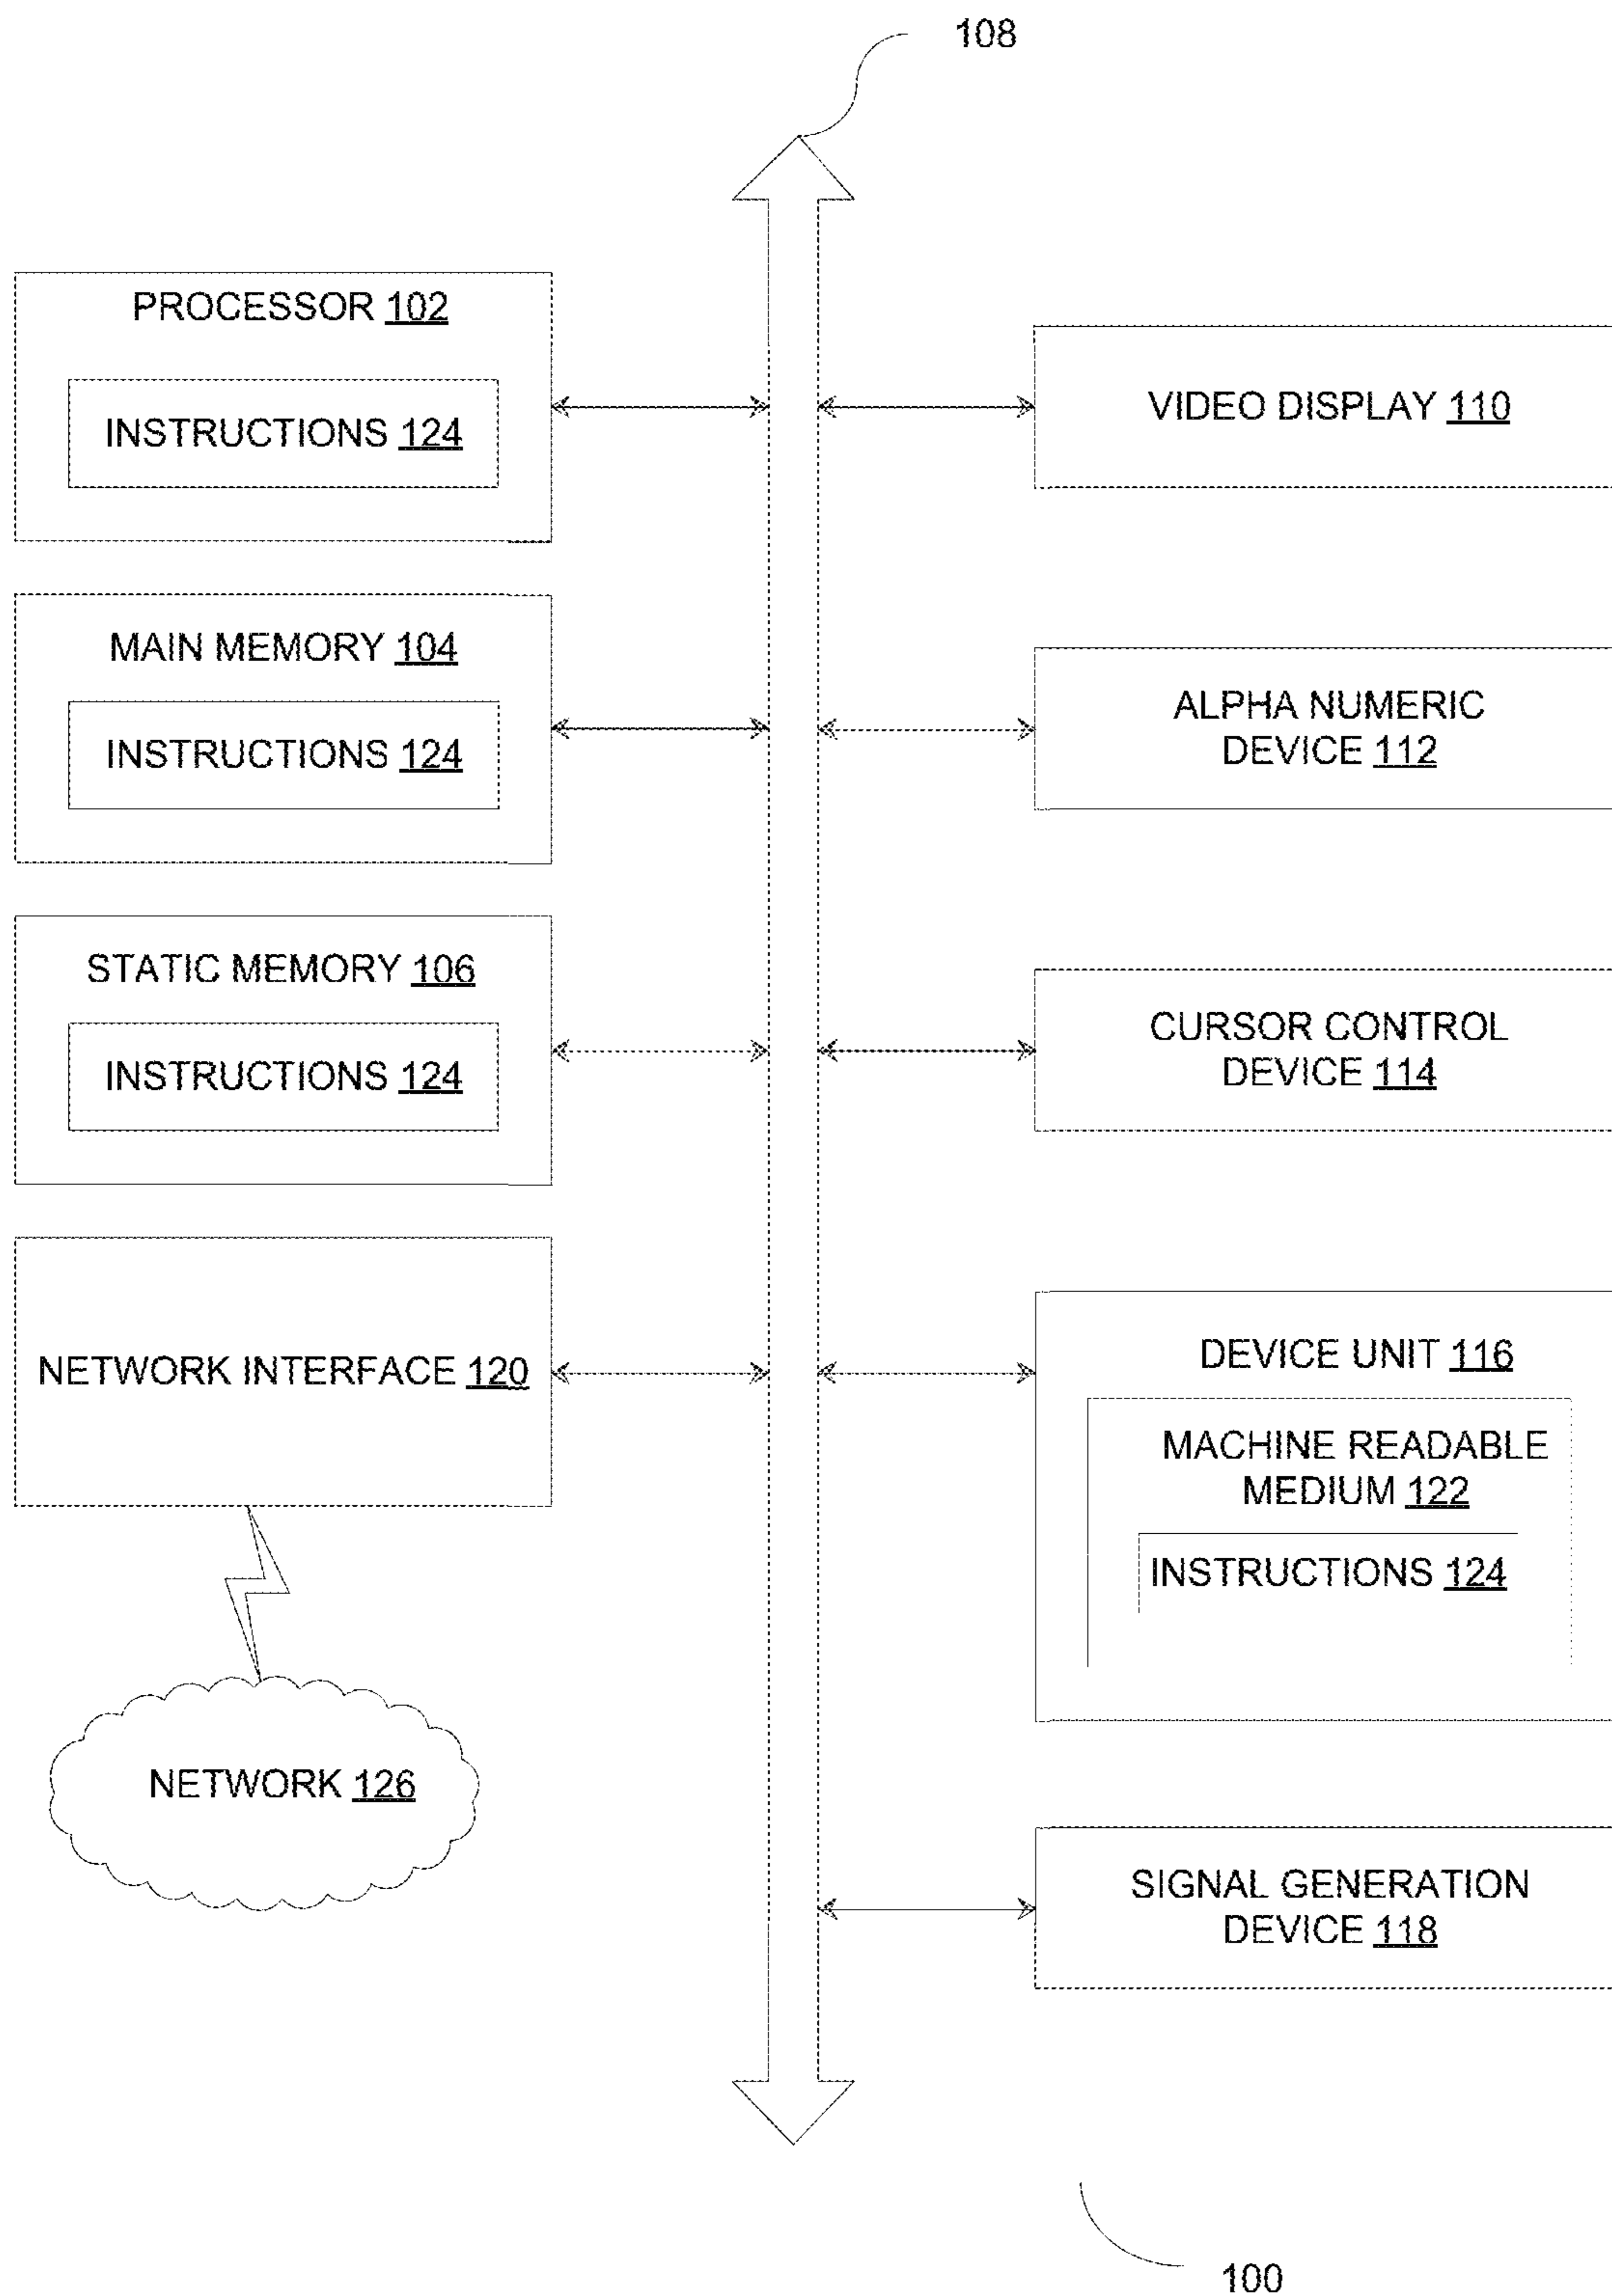 108
PROCESSOR 102
INSTRUCTIONS 124
MAIN MEMORY 104
INSTRUCTIONS 124
STATIC MEMORY 106
INSTRUCTIONS 124
NETWORK INTERFACE 120
NETWORK 126
VIDEO DISPLAY 110
ALPHA NUMERIC
DEVICE 112
CURSOR CONTROL
DEVICE 114
DEVICE UNIT 116
MACHINE READABLE
MEDIUM 122
INSTRUCTIONS 124
SIGNAL GENERATION
DEVICE 118
100